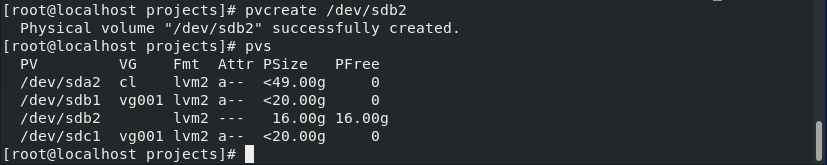 [root@localhost projects]# pvcreate /dev/sdb2
  Physical volume "/dev/sdb2" successfully created.
[root@localhost projects]# pvs
  PV         VG    Fmt  Attr PSize   PFree
  /dev/sda2  cl    lvm2 a--  <49.00g     0
  /dev/sdb1  vg001 lvm2 a--  <20.00g     0
  /dev/sdb2        lvm2 ---   16.00g 16.00g
  /dev/sdc1  vg001 lvm2 a--  <20.00g     0
[root@localhost projects]#